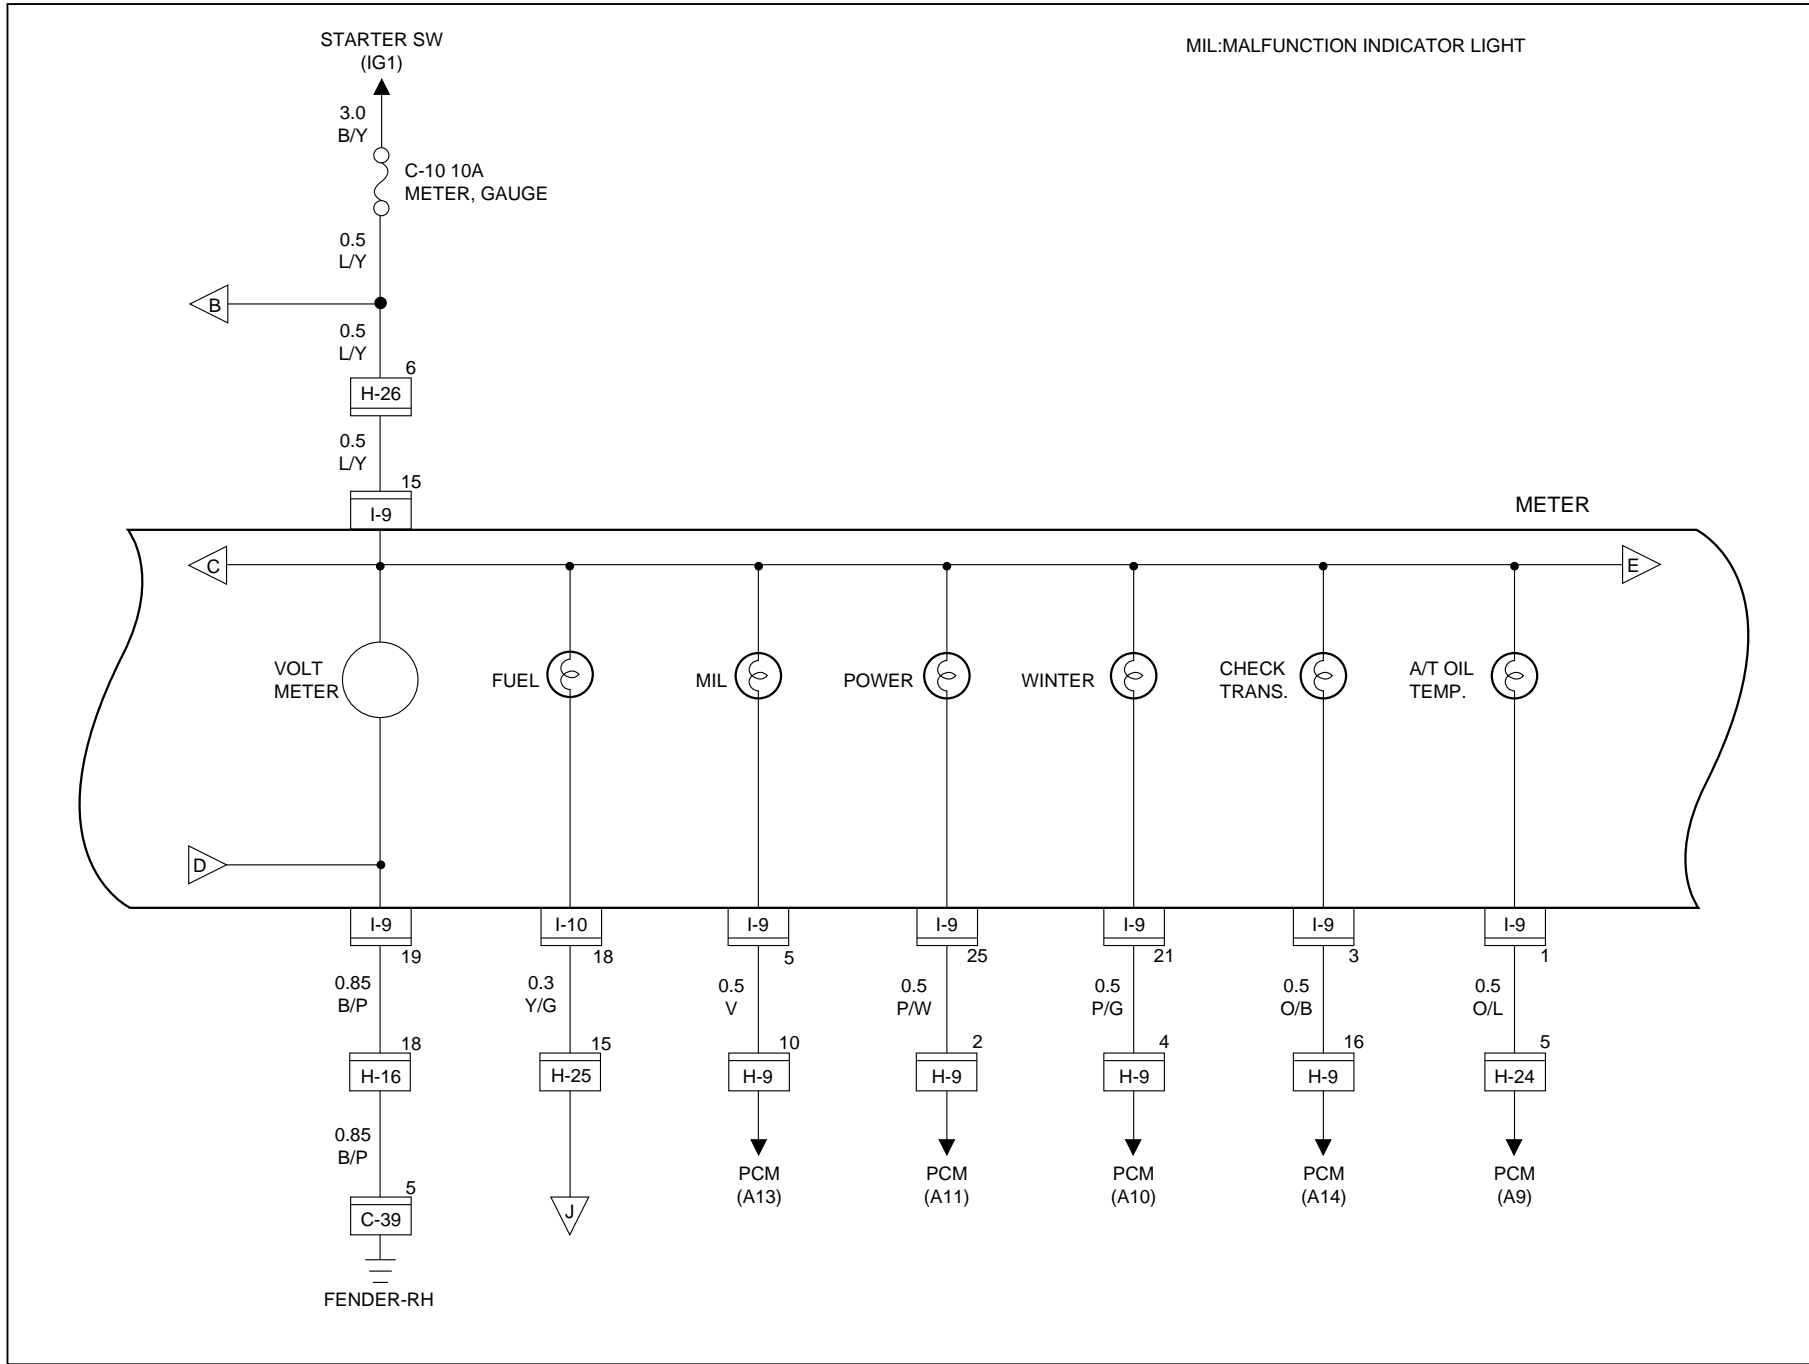 STARTER SW
(IG1)
MIL:MALFUNCTION INDICATOR LIGHT
3.0
B/Y
C-10 10A
METER, GAUGE
0.5
L/Y
B
0.5
L/Y
6
H-26
0.5
L/Y
15
I-9
METER
C
E
VOLT
METER
FUEL
MIL
POWER
WINTER
CHECK
TRANS.
A/T OIL
TEMP.
D
I-9
I-10
I-9
I-9
I-9
I-9
I-9
19
18
5
25
21
3
1
0.85
B/P
0.3
Y/G
0.5
V
0.5
P/W
0.5
P/G
0.5
O/B
0.5
O/L
18
15
10
2
4
16
5
H-16
H-25
H-9
H-9
H-9
H-9
H-24
0.85
B/P
PCM
(A13)
PCM
(A11)
PCM
(A10)
PCM
(A14)
PCM
(A9)
5
C-39
J
FENDER-RH